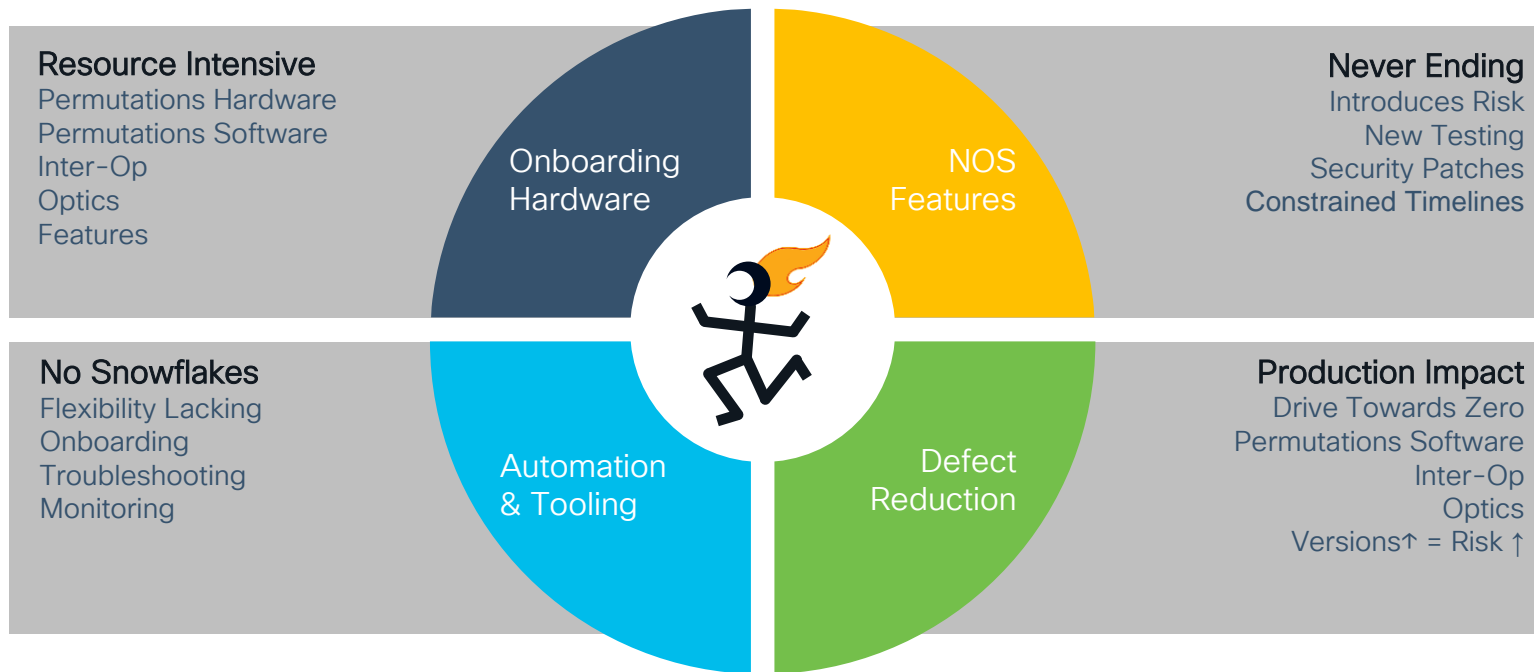 Resource Intensive
Permutations Hardware
Permutations Software
Inter-Op
Optics
Features
Onboarding
Hardware
NOS
Features
Never Ending
Introduces Risk
New Testing
Security Patches
Constrained Timelines
No Snowflakes
Flexibility Lacking
Onboarding
Troubleshooting
Monitoring
Automation
& Tooling
Defect
Reduction
Production Impact
Drive Towards Zero
Permutations Software
Inter-Op
Optics
Versions↑ = Risk ↑